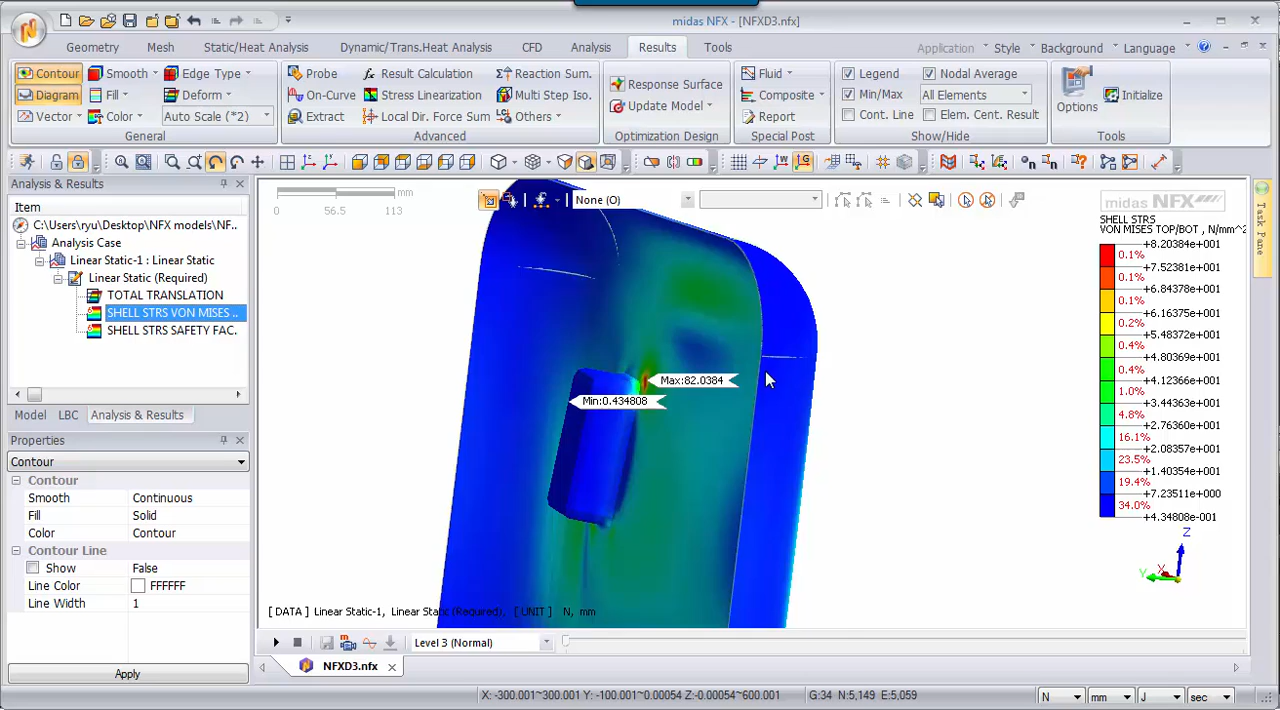 midas NFX - [NFXD3.nfx]
Geometry Mesh Static/Heat Analysis Dynamic/Trans.Heat Analysis CFD Analysis Results Tools Application Style Background Language
Contour Smooth Edge Type Probe Result Calculation Reaction Sum. Response Surface Fluid Legend Nodal Average
Diagram Fill Deform On-Curve Stress Linearization Multi Step Iso. Update Model Composite Min/Max All Elements Options Initialize
Vector Color Auto Scale (*2) Extract Local Dir. Force Sum Others Report Cont. Line Elem. Cent. Result
General Advanced Optimization Design Special Post Show/Hide Tools
Analysis & Results
Item
C:\Users\ryu\Desktop\NFX models\NF..
Analysis Case
Linear Static-1 : Linear Static
Linear Static (Required)
TOTAL TRANSLATION
SHELL STRS VON MISES ..
SHELL STRS SAFETY FAC.
Model LBC Analysis & Results
Properties
Contour
Contour
Smooth Continuous
Fill Solid
Color Contour
Contour Line
Show False
Line Color FFFFFF
Line Width 1
Apply
mm
0 56.5 113
None (O)
Max:82.0384
Min:0.434808
midas NFX
SHELL STRS
VON MISES TOP/BOT , N/mm^2
+8.20384e+001
0.1%
+7.52381e+001
0.1%
+6.84378e+001
0.1%
+6.16375e+001
0.2%
+5.48372e+001
0.4%
+4.80369e+001
0.4%
+4.12366e+001
1.0%
+3.44363e+001
4.8%
+2.76360e+001
16.1%
+2.08357e+001
23.5%
+1.40354e+001
19.4%
+7.23511e+000
34.0%
+4.34808e-001
Z
Y X
Task Pane
[ DATA ] Linear Static-1, Linear Static (Required), [ UNIT ] N, mm
Level 3 (Normal)
NFXD3.nfx
X: -300.001~300.001 Y: -100.001~0.00054 Z:-0.00054~600.001 G:34 N:5,149 E:5,059 N mm J sec